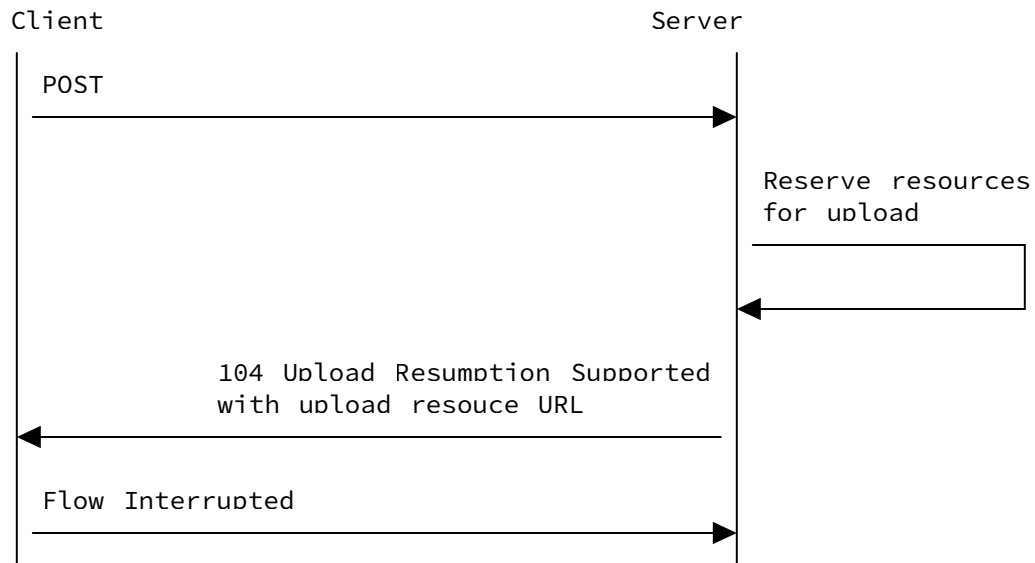 Client
Server
POST
Reserve resources
for upload
104 Upload Resumption Supported
with upload resouce URL
Flow Interrupted